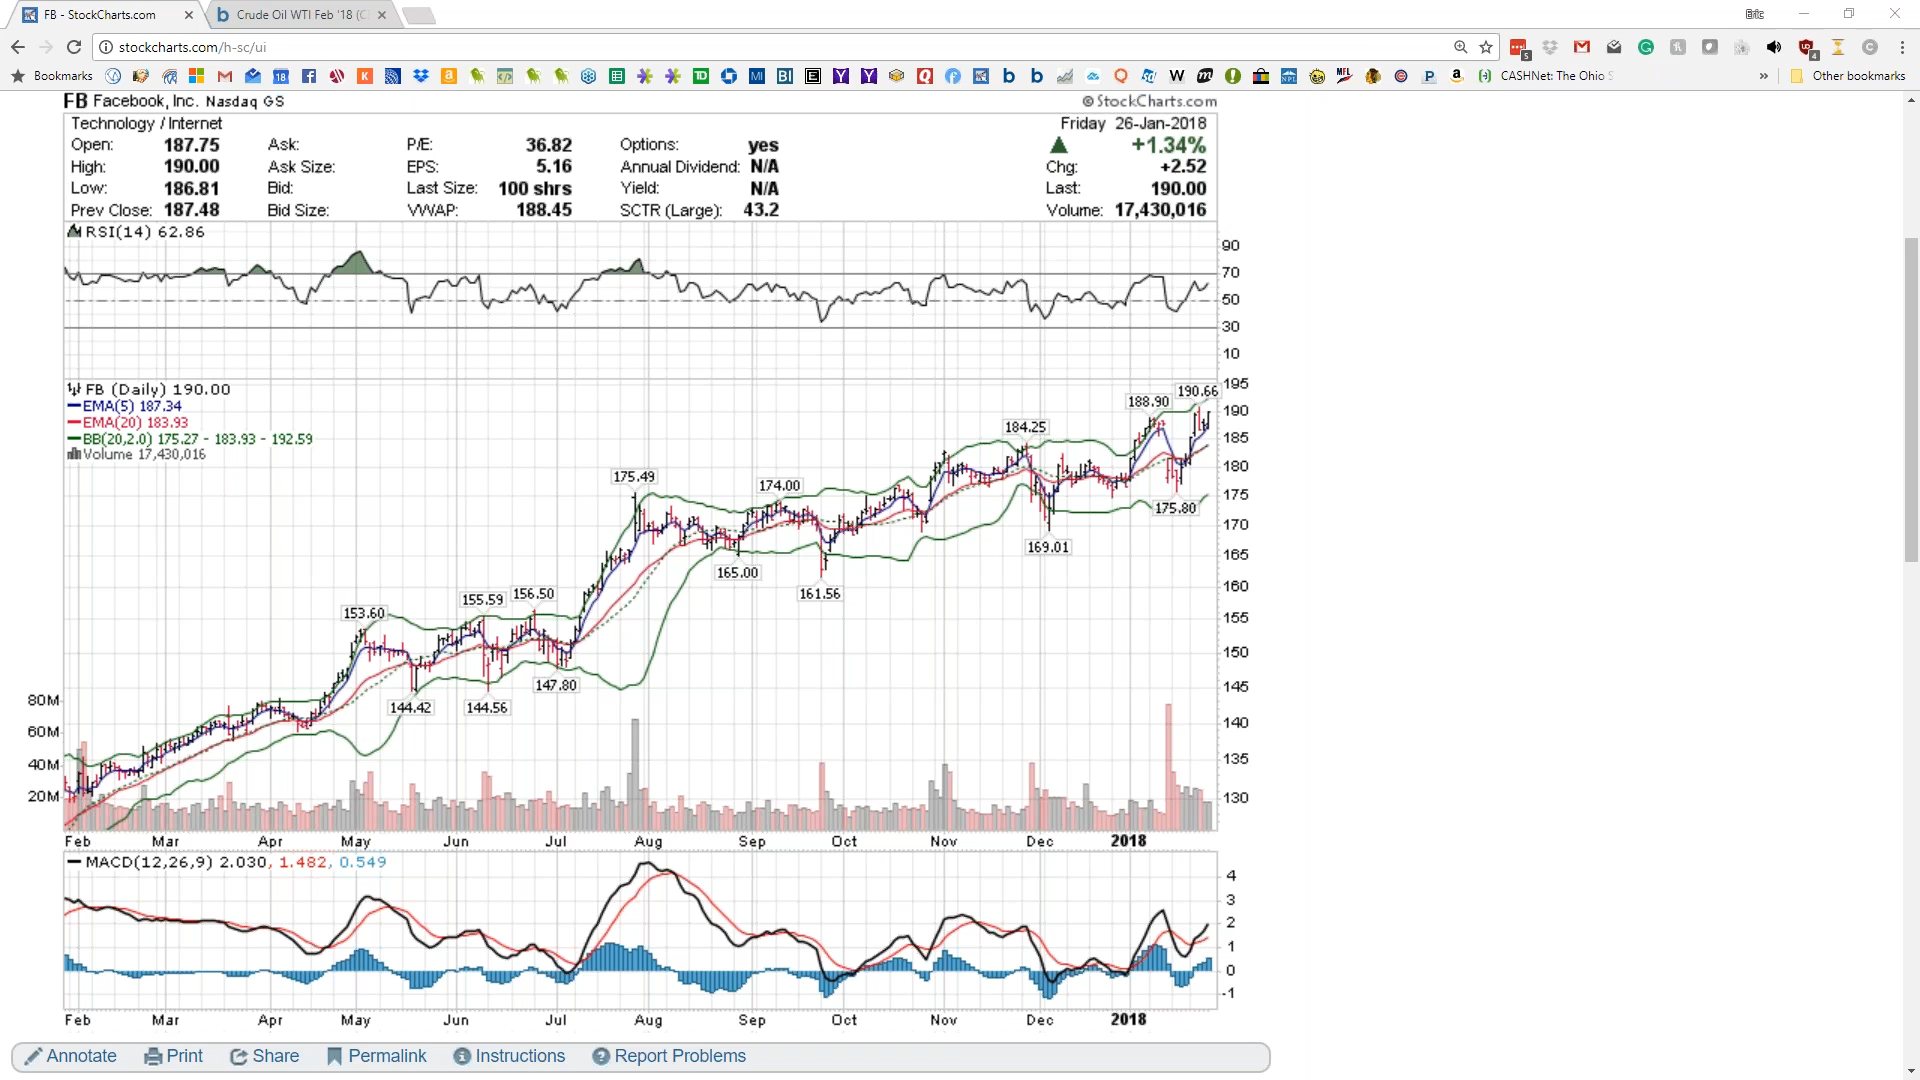 FB - StockCharts.com
Crude Oil WTI Feb '18 (C
Eric
stockcharts.com/h-sc/ui
Bookmarks
CASHNet: The Ohio S
» Other bookmarks
FB Facebook, Inc. Nasdaq GS
© StockCharts.com
Technology / Internet
Friday 26-Jan-2018
Open: 187.75 Ask: P/E: 36.82 Options: yes ▲ +1.34%
High: 190.00 Ask Size: EPS: 5.16 Annual Dividend: N/A Chg: +2.52
Low: 186.81 Bid: Last Size: 100 shrs Yield: N/A Last: 190.00
Prev Close: 187.48 Bid Size: VWAP: 188.45 SCTR (Large): 43.2 Volume: 17,430,016
RSI(14) 62.86
90
70
50
30
10
FB (Daily) 190.00
EMA(5) 187.34
EMA(20) 183.93
BB(20,2.0) 175.27 - 183.93 - 192.59
Volume 17,430,016
195
190
185
180
175
170
165
160
155
150
145
140
135
130
190.66
188.90
184.25
175.49
174.00
175.80
169.01
165.00
161.56
153.60
155.59
156.50
147.80
144.42
144.56
80M
60M
40M
20M
Feb Mar Apr May Jun Jul Aug Sep Oct Nov Dec 2018
MACD(12,26,9) 2.030, 1.482, 0.549
4
3
2
1
0
-1
Feb Mar Apr May Jun Jul Aug Sep Oct Nov Dec 2018
Annotate Print Share Permalink Instructions Report Problems